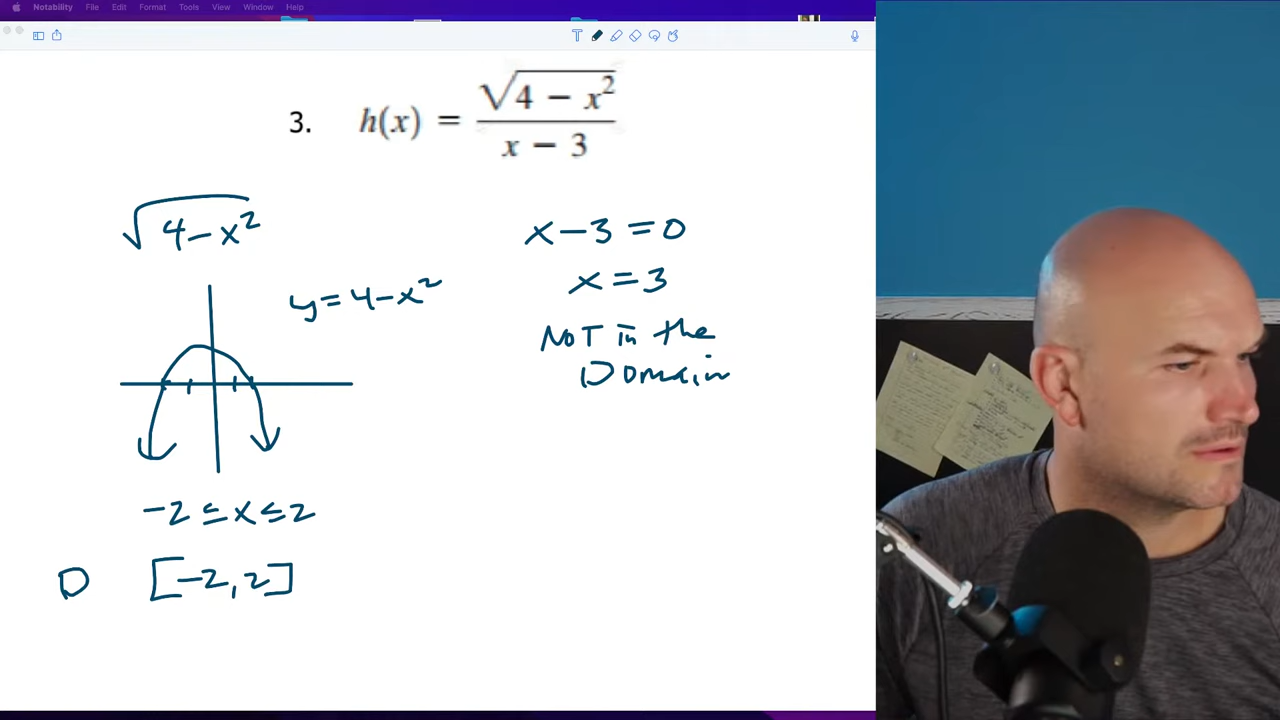 Notability File Edit Format Tools View Window Help
3. h(x) = √(4 − x²) / (x − 3)
√(4-x²)
y=4-x²
-2≤x≤2
D [-2,2]
x-3=0
x=3
NOT in the
Domain